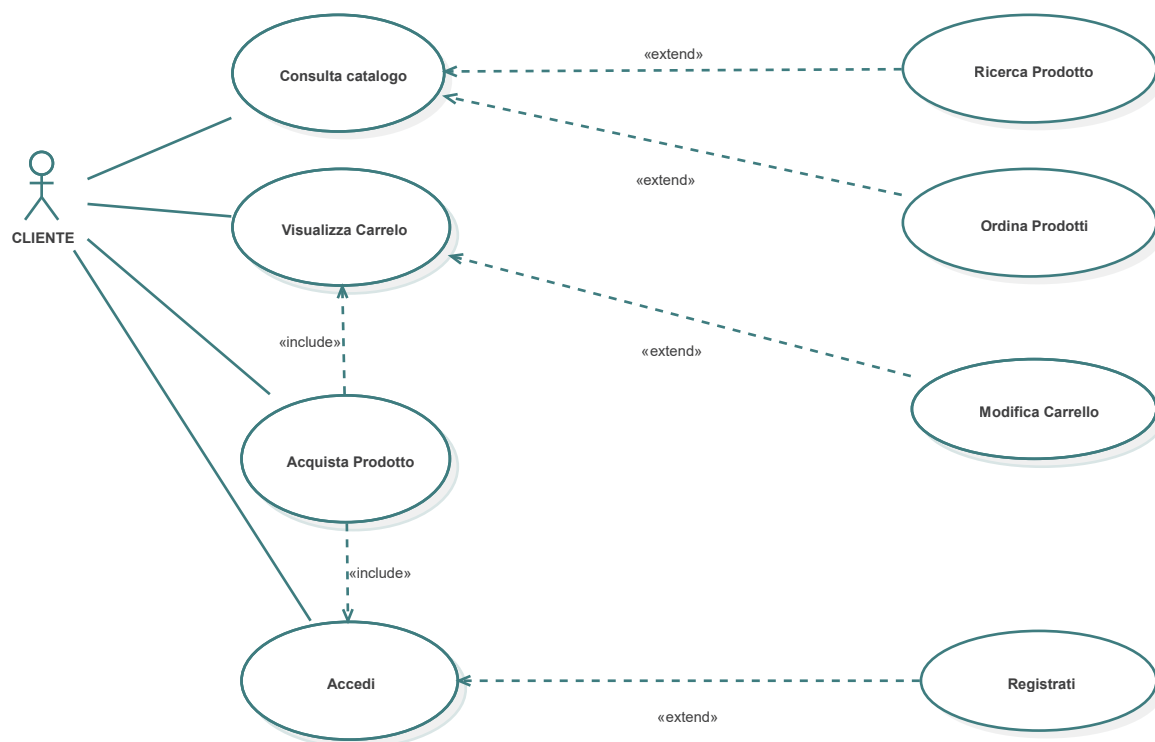 Consulta catalogo
«extend»
Ricerca Prodotto
«extend»
CLIENTE
Visualizza Carrelo
Ordina Prodotti
«include»
«extend»
Modifica Carrello
Acquista Prodotto
«include»
Accedi
Registrati
«extend»